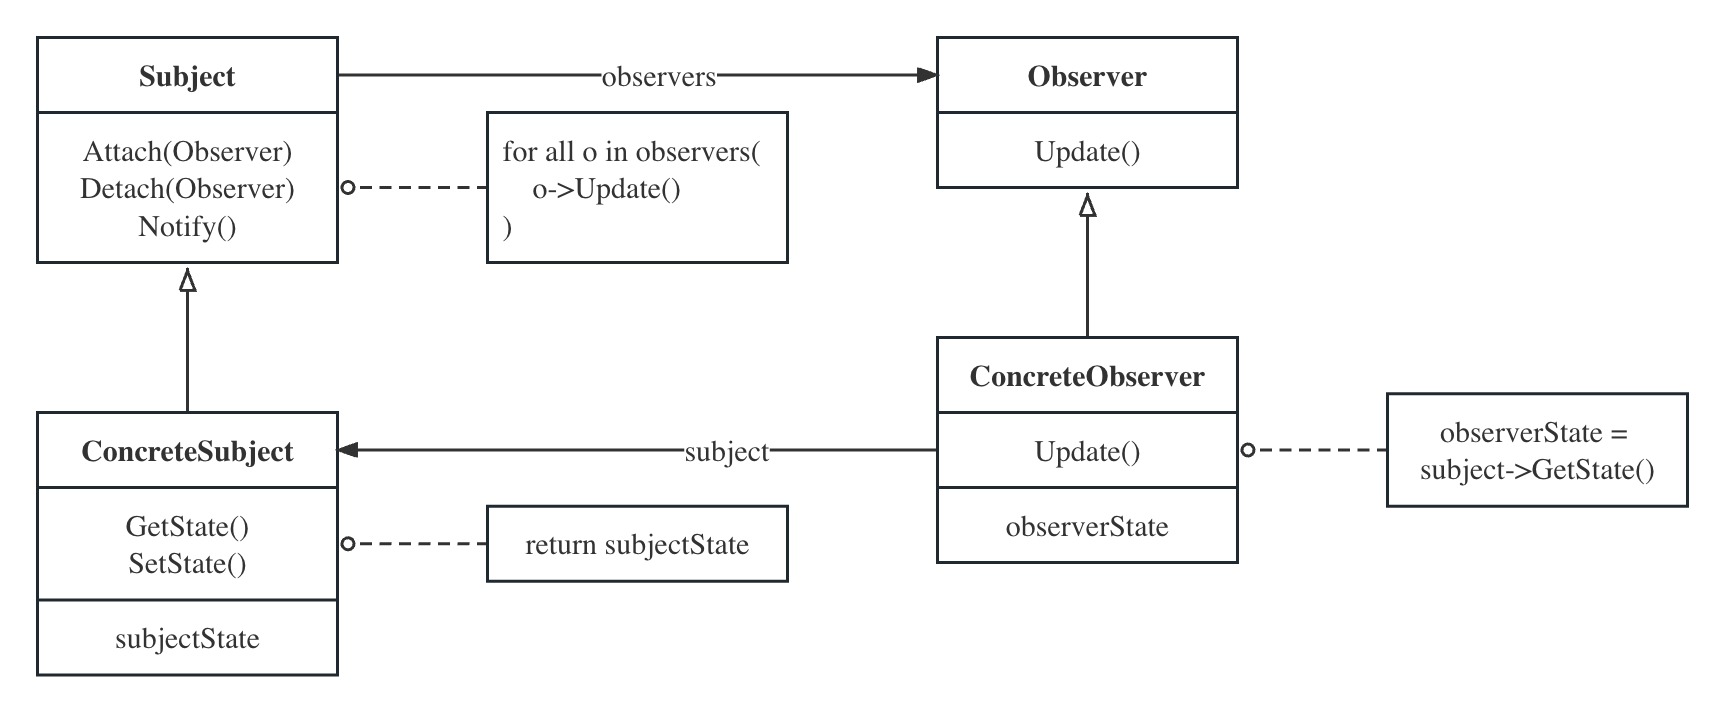 Subject
Attach(Observer)
Detach(Observer)
Notify()
observers
for all o in observers(
o->Update()
)
Observer
Update()
ConcreteSubject
GetState()
SetState()
subjectState
subject
return subjectState
ConcreteObserver
Update()
observerState
observerState =
subject->GetState()